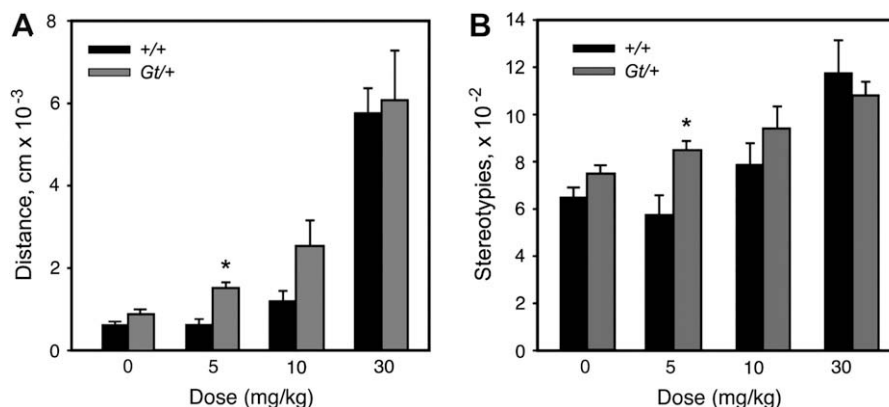 A
+/+
Gt/+
Distance, cm x 10⁻³
8
6
4
2
0
*
0 5 10 30
Dose (mg/kg)
B
+/+
Gt/+
Stereotypies, x 10⁻²
14
12
10
8
6
4
2
0
*
0 5 10 30
Dose (mg/kg)